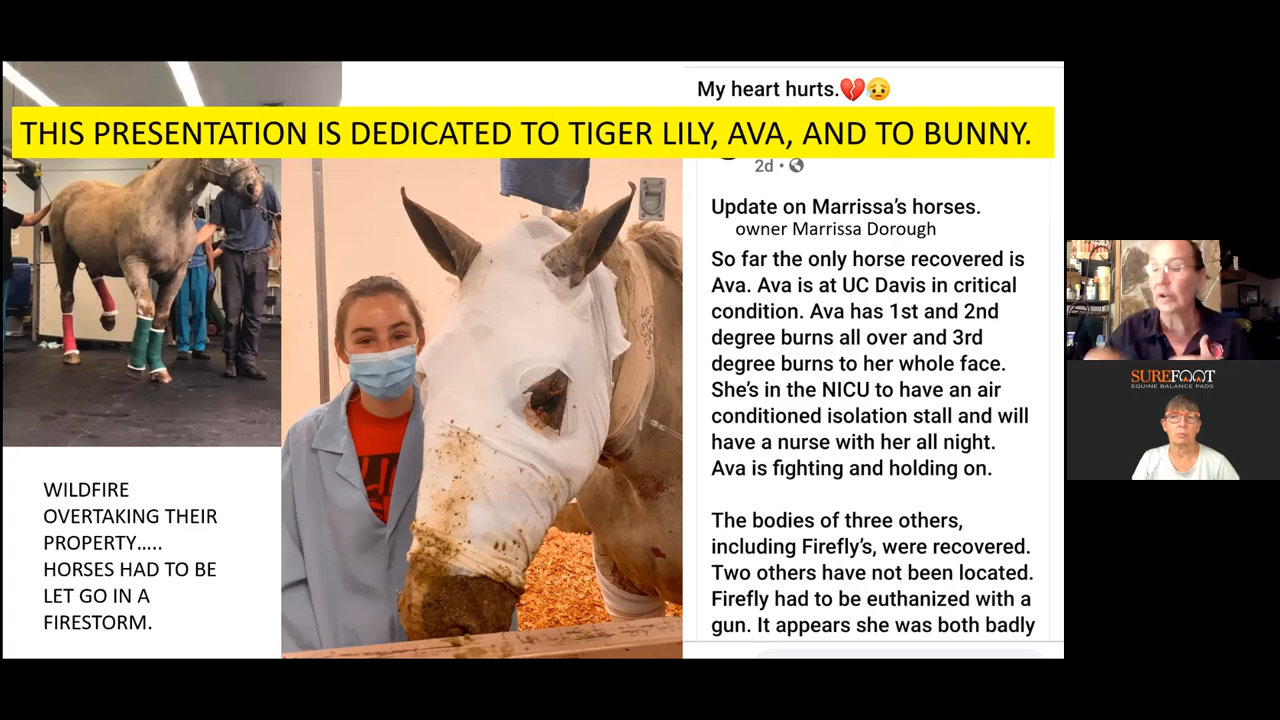 My heart hurts.💔😥
THIS PRESENTATION IS DEDICATED TO TIGER LILY, AVA, AND TO BUNNY.
2d •
Update on Marrissa's horses.
owner Marrissa Dorough
So far the only horse recovered is
Ava. Ava is at UC Davis in critical
condition. Ava has 1st and 2nd
degree burns all over and 3rd
degree burns to her whole face.
She's in the NICU to have an air
conditioned isolation stall and will
have a nurse with her all night.
Ava is fighting and holding on.
The bodies of three others,
including Firefly's, were recovered.
Two others have not been located.
Firefly had to be euthanized with a
gun. It appears she was both badly
WILDFIRE
OVERTAKING THEIR
PROPERTY.....
HORSES HAD TO BE
LET GO IN A
FIRESTORM.
SUREFOOT
EQUINE BALANCE PADS